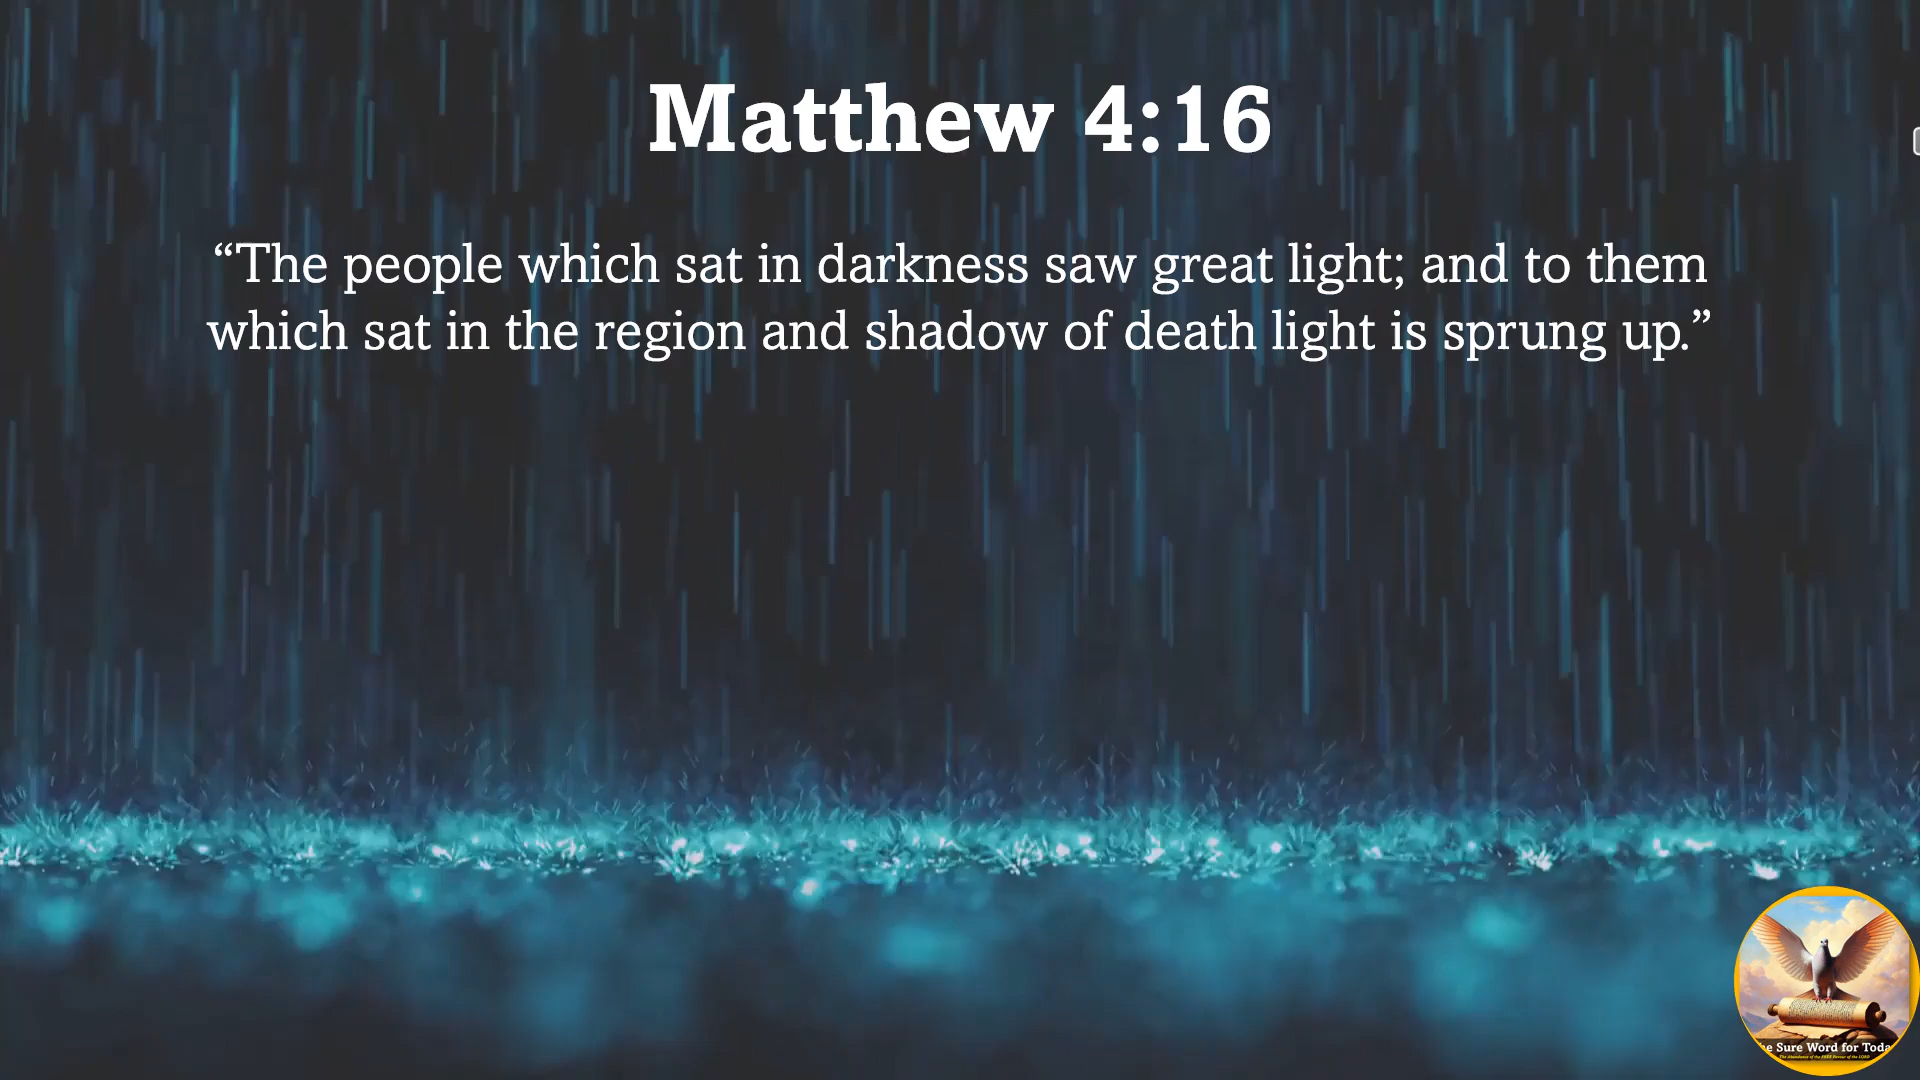 Matthew 4:16
“The people which sat in darkness saw great light; and to them
which sat in the region and shadow of death light is sprung up.”
Sure Word for